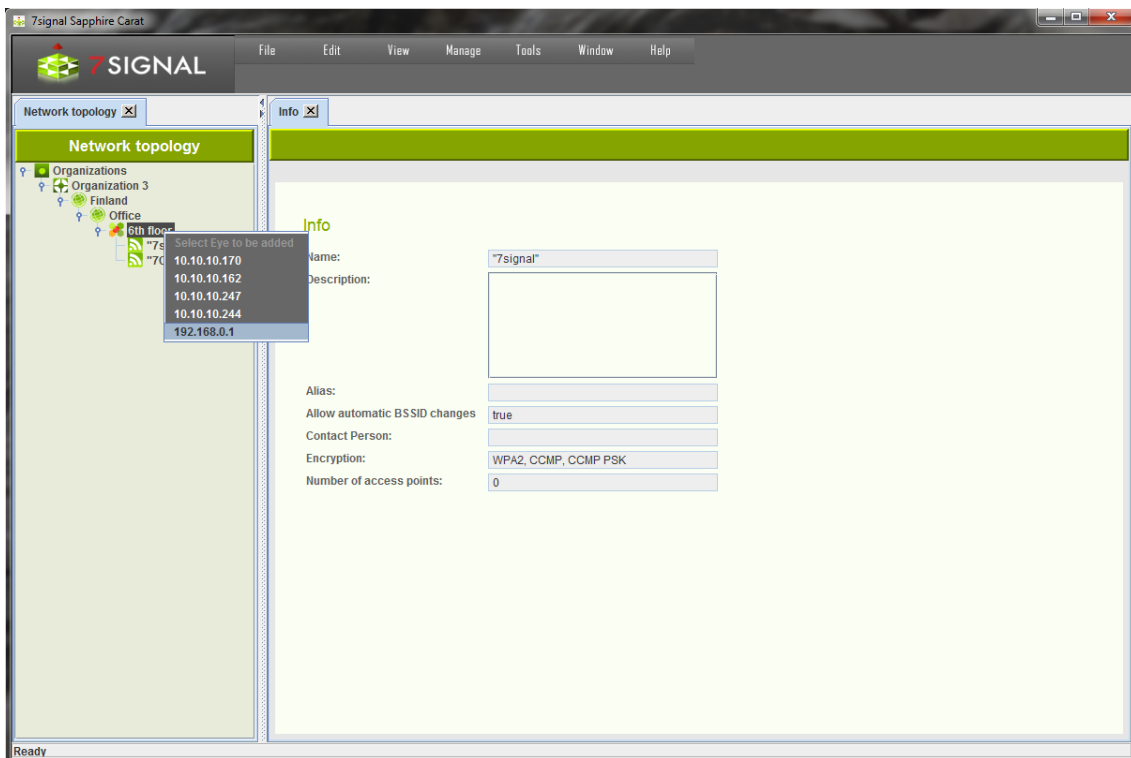 7signal Sapphire Carat
7SIGNAL
File Edit View Manage Tools Window Help
Network topology
Info
Network topology
Organizations
Organization 3
Finland
Office
6th floor
"7s
"7
Select Eye to be added
10.10.10.170
10.10.10.162
10.10.10.247
10.10.10.244
192.168.0.1
Info
Name: "7signal"
Description:
Alias:
Allow automatic BSSID changes true
Contact Person:
Encryption: WPA2, CCMP, CCMP PSK
Number of access points: 0
Ready